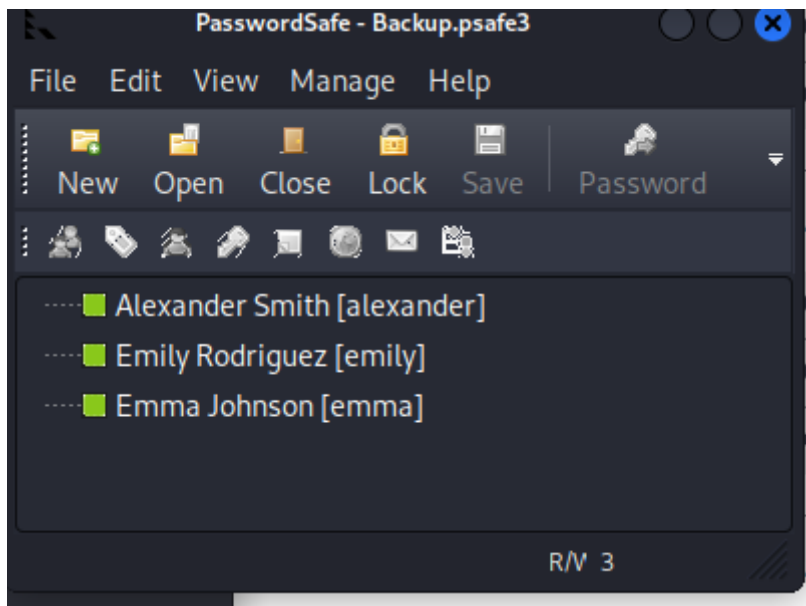 PasswordSafe - Backup.psafe3
File Edit View Manage Help
New Open Close Lock Save Password
Alexander Smith [alexander]
Emily Rodriguez [emily]
Emma Johnson [emma]
R/W 3